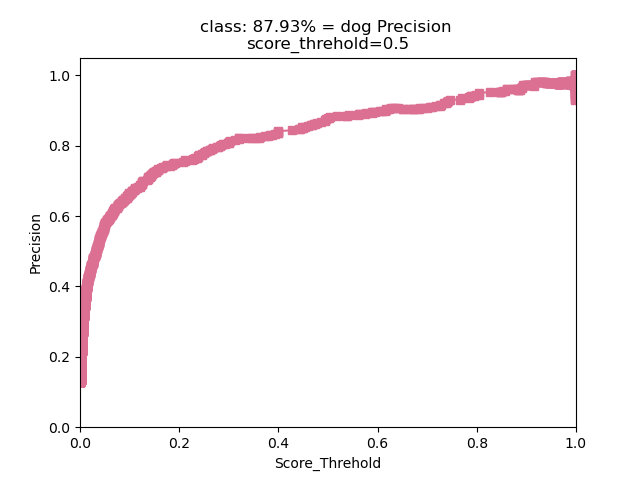 class: 87.93% = dog Precision
score_threhold=0.5
1.0
0.8
0.6
0.4
0.2
0.0
Precision
0.0 0.2 0.4 0.6 0.8 1.0
Score_Threhold